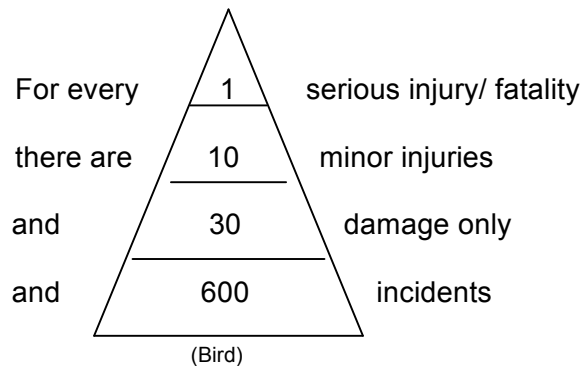 For every 1 serious injury/ fatality
there are 10 minor injuries
and 30 damage only
and 600 incidents
(Bird)